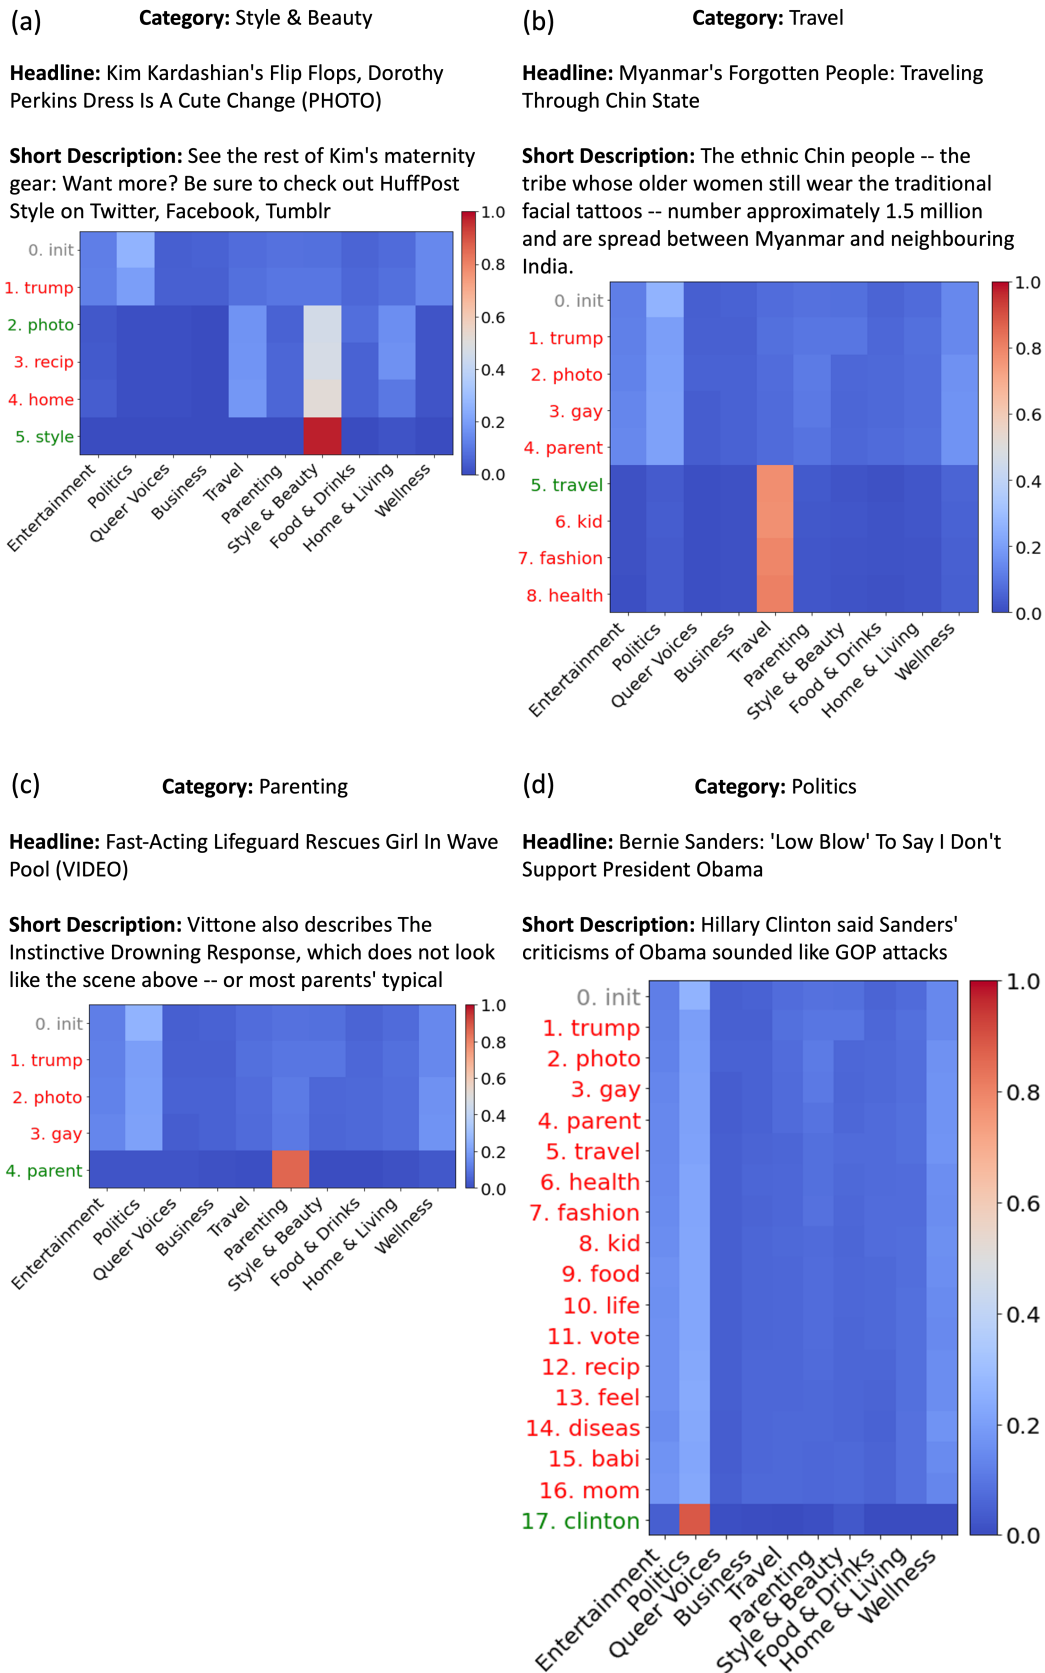 (a)
Category: Style & Beauty
Headline: Kim Kardashian's Flip Flops, Dorothy
Perkins Dress Is A Cute Change (PHOTO)
Short Description: See the rest of Kim's maternity
gear: Want more? Be sure to check out HuffPost
Style on Twitter, Facebook, Tumblr
0. init
1. trump
2. photo
3. recip
4. home
5. style
1.0
0.8
0.6
0.4
0.2
0.0
Entertainment
Politics
Queer Voices
Business
Travel
Parenting
Style & Beauty
Food & Drinks
Home & Living
Wellness
(b)
Category: Travel
Headline: Myanmar's Forgotten People: Traveling
Through Chin State
Short Description: The ethnic Chin people -- the
tribe whose older women still wear the traditional
facial tattoos -- number approximately 1.5 million
and are spread between Myanmar and neighbouring
India.
0. init
1. trump
2. photo
3. gay
4. parent
5. travel
6. kid
7. fashion
8. health
1.0
0.8
0.6
0.4
0.2
0.0
Entertainment
Politics
Queer Voices
Business
Travel
Parenting
Style & Beauty
Food & Drinks
Home & Living
Wellness
(c)
Category: Parenting
Headline: Fast-Acting Lifeguard Rescues Girl In Wave
Pool (VIDEO)
Short Description: Vittone also describes The
Instinctive Drowning Response, which does not look
like the scene above -- or most parents' typical
0. init
1. trump
2. photo
3. gay
4. parent
1.0
0.8
0.6
0.4
0.2
0.0
Entertainment
Politics
Queer Voices
Business
Travel
Parenting
Style & Beauty
Food & Drinks
Home & Living
Wellness
(d)
Category: Politics
Headline: Bernie Sanders: 'Low Blow' To Say I Don't
Support President Obama
Short Description: Hillary Clinton said Sanders'
criticisms of Obama sounded like GOP attacks
0. init
1. trump
2. photo
3. gay
4. parent
5. travel
6. health
7. fashion
8. kid
9. food
10. life
11. vote
12. recip
13. feel
14. diseas
15. babi
16. mom
17. clinton
1.0
0.8
0.6
0.4
0.2
0.0
Entertainment
Politics
Queer Voices
Business
Travel
Parenting
Style & Beauty
Food & Drinks
Home & Living
Wellness